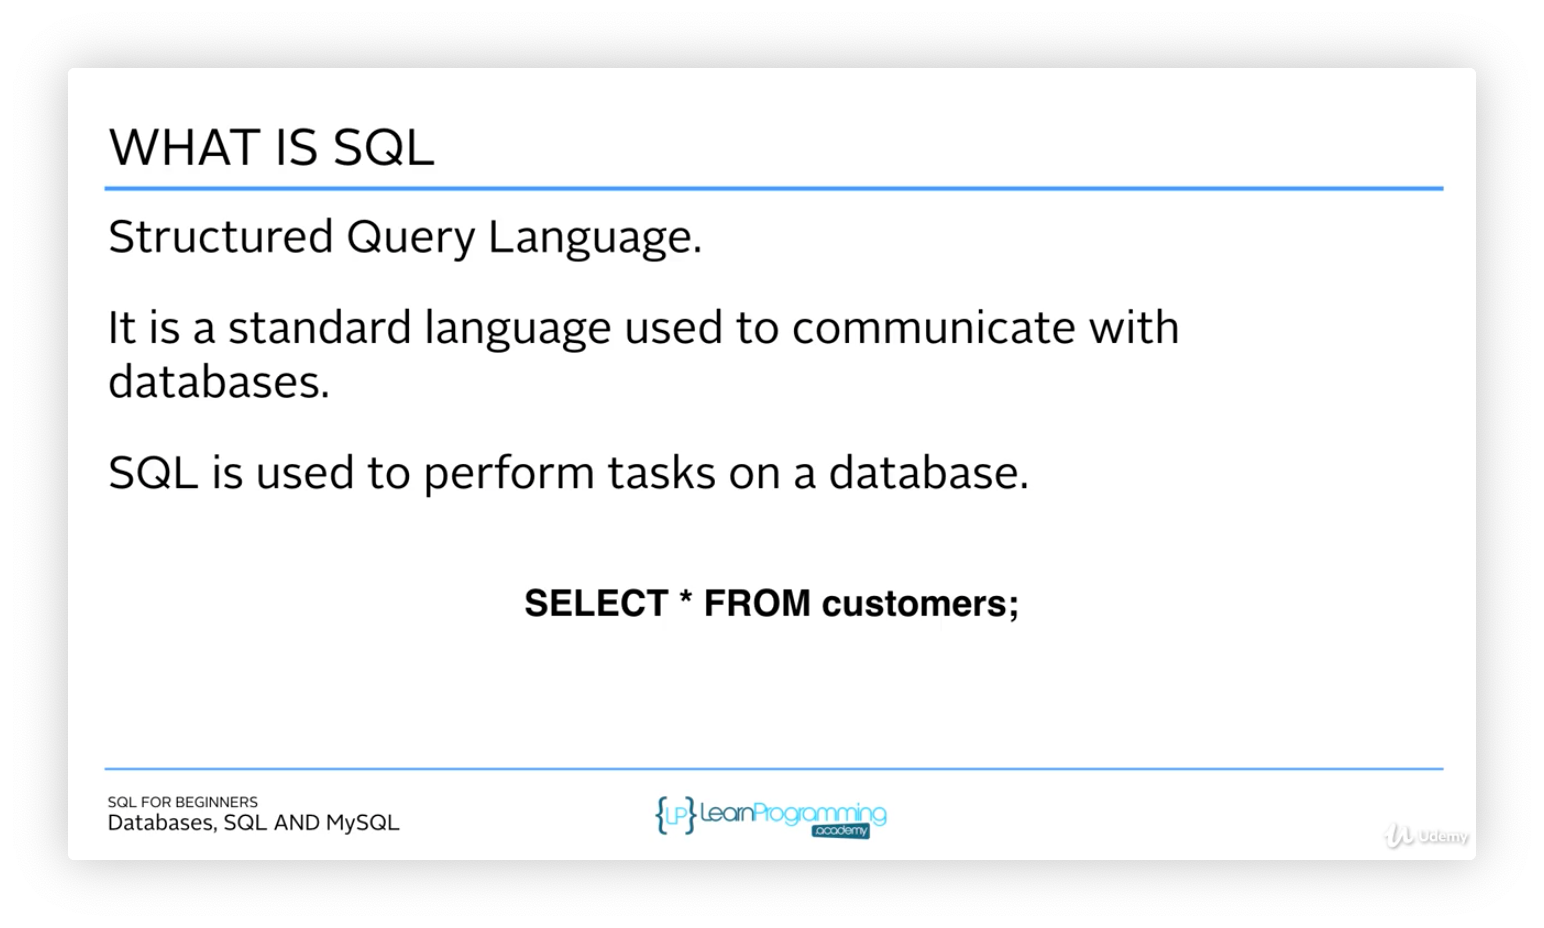 WHAT IS SQL
Structured Query Language.
It is a standard language used to communicate with
databases.
SQL is used to perform tasks on a database.
SELECT * FROM customers;
SQL FOR BEGINNERS
Databases, SQL AND MySQL
{LP} LearnProgramming
academy
Udemy